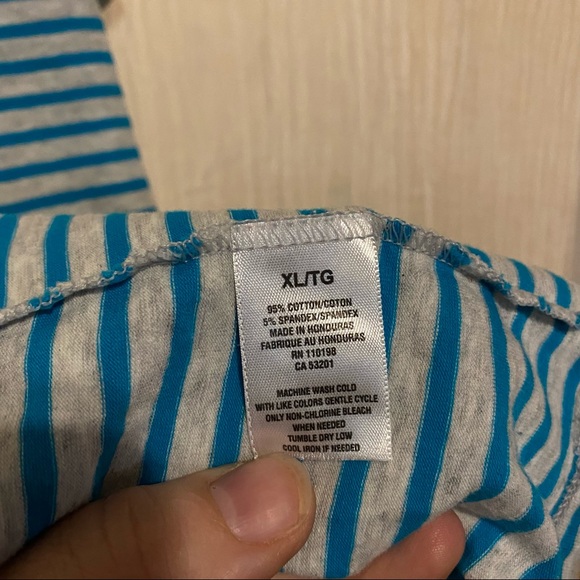 XL/TG
95% COTTON/COTON
5% SPANDEX/SPANDEX
MADE IN HONDURAS
FABRIQUE AU HONDURAS
RN 110198
CA 53201
MACHINE WASH COLD
WITH LIKE COLORS GENTLE CYCLE
ONLY NON-CHLORINE BLEACH
WHEN NEEDED
TUMBLE DRY LOW
COOL IRON IF NEEDED